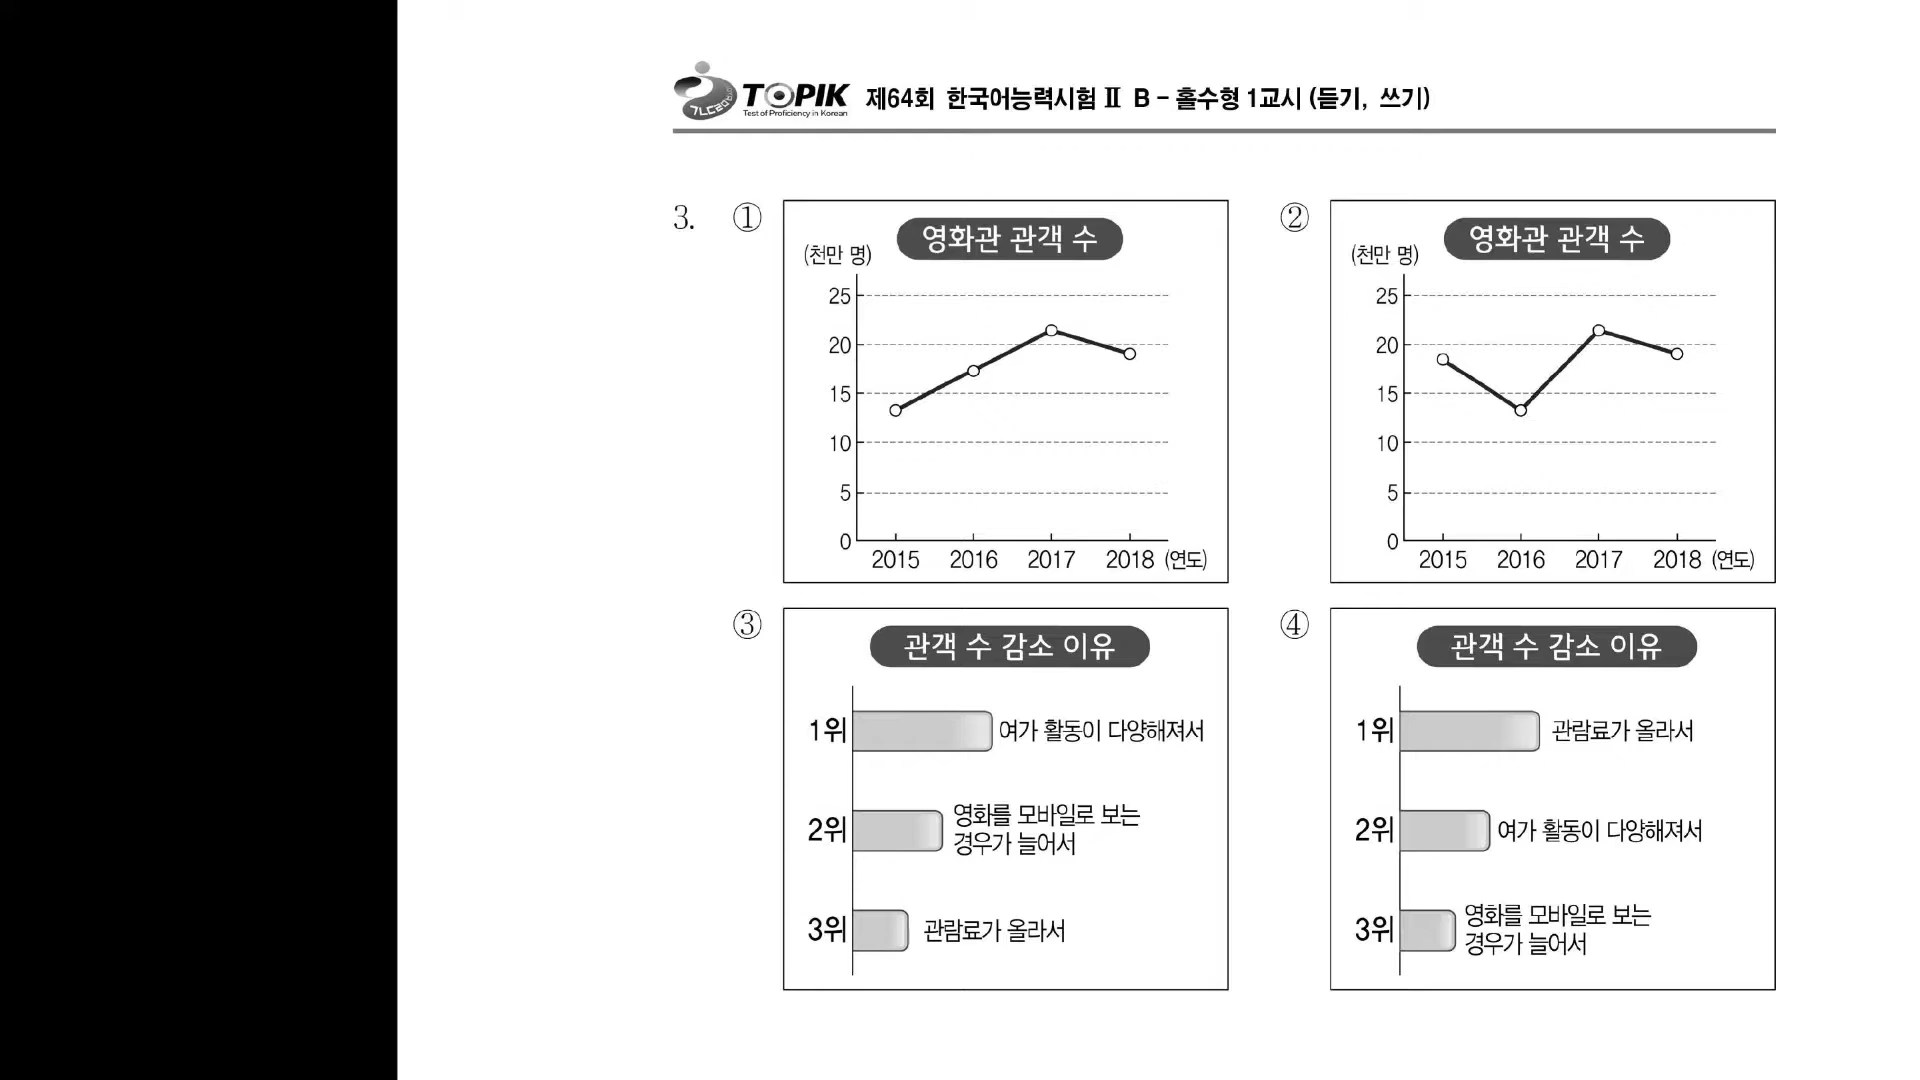 TOPIK 제64회 한국어능력시험 Ⅱ B - 홀수형 1교시 (듣기, 쓰기)
Test of Proficiency in Korean
3.
①
영화관 관객 수
(천만 명)
25
20
15
10
5
0
2015 2016 2017 2018 (연도)
②
영화관 관객 수
(천만 명)
25
20
15
10
5
0
2015 2016 2017 2018 (연도)
③
관객 수 감소 이유
1위 여가 활동이 다양해져서
2위 영화를 모바일로 보는
경우가 늘어서
3위 관람료가 올라서
④
관객 수 감소 이유
1위 관람료가 올라서
2위 여가 활동이 다양해져서
3위 영화를 모바일로 보는
경우가 늘어서